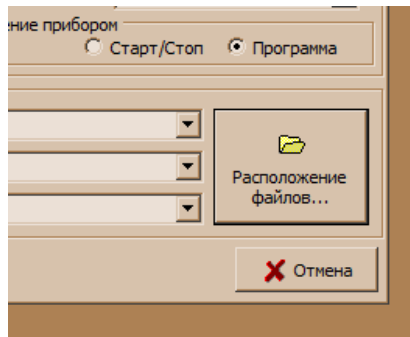 ение прибором
Старт/Стоп Программа
Расположение
файлов...
Отмена